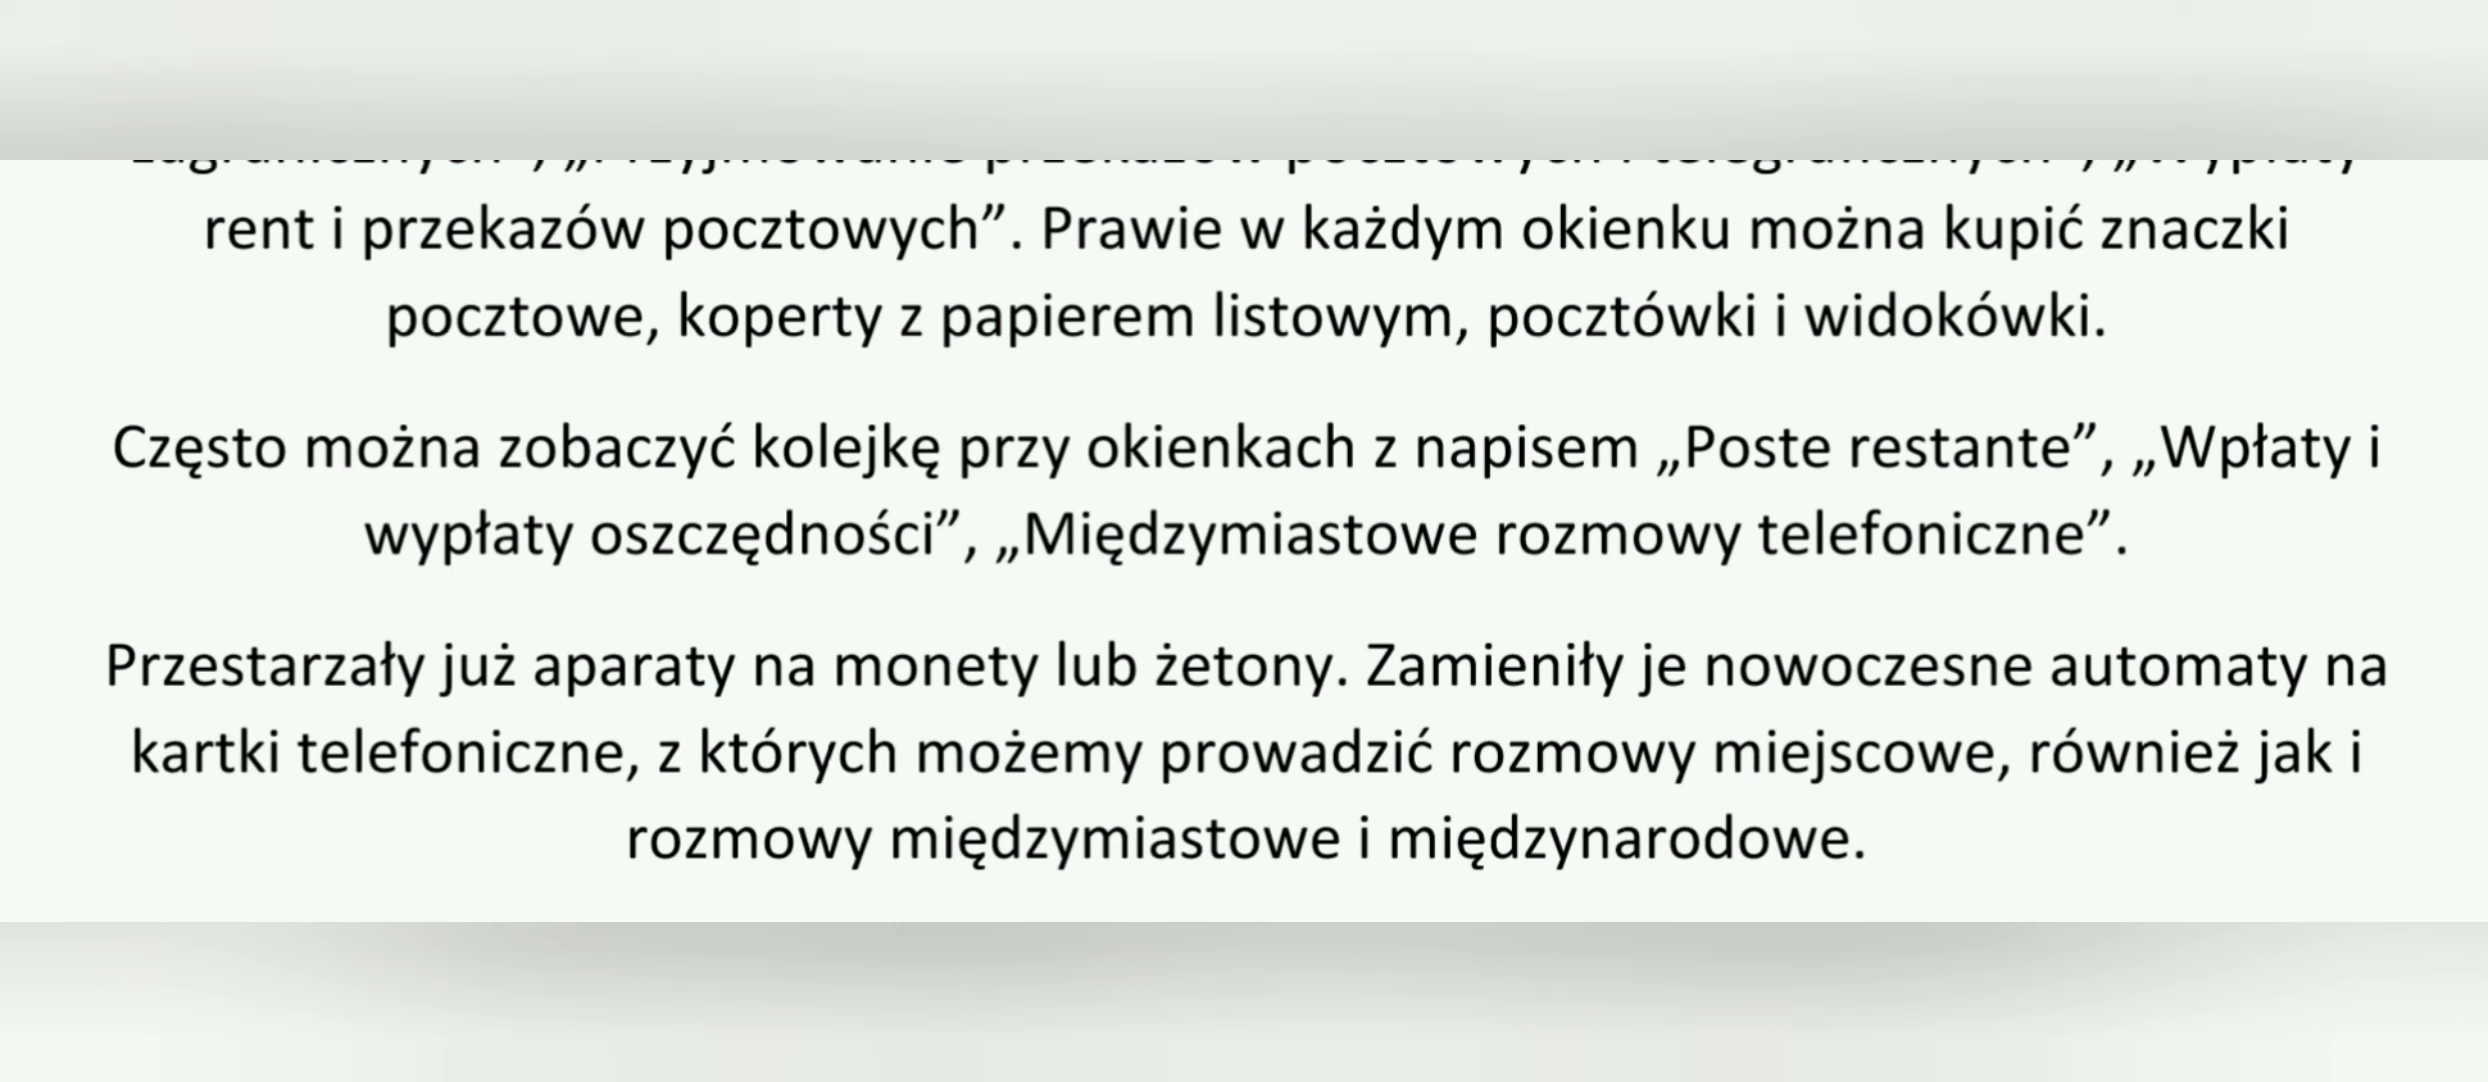 rent i przekazów pocztowych”. Prawie w każdym okienku można kupić znaczki
pocztowe, koperty z papierem listowym, pocztówki i widokówki.
Często można zobaczyć kolejkę przy okienkach z napisem „Poste restante”, „Wpłaty i
wypłaty oszczędności”, „Międzymiastowe rozmowy telefoniczne”.
Przestarzały już aparaty na monety lub żetony. Zamieniły je nowoczesne automaty na
kartki telefoniczne, z których możemy prowadzić rozmowy miejscowe, również jak i
rozmowy międzymiastowe i międzynarodowe.